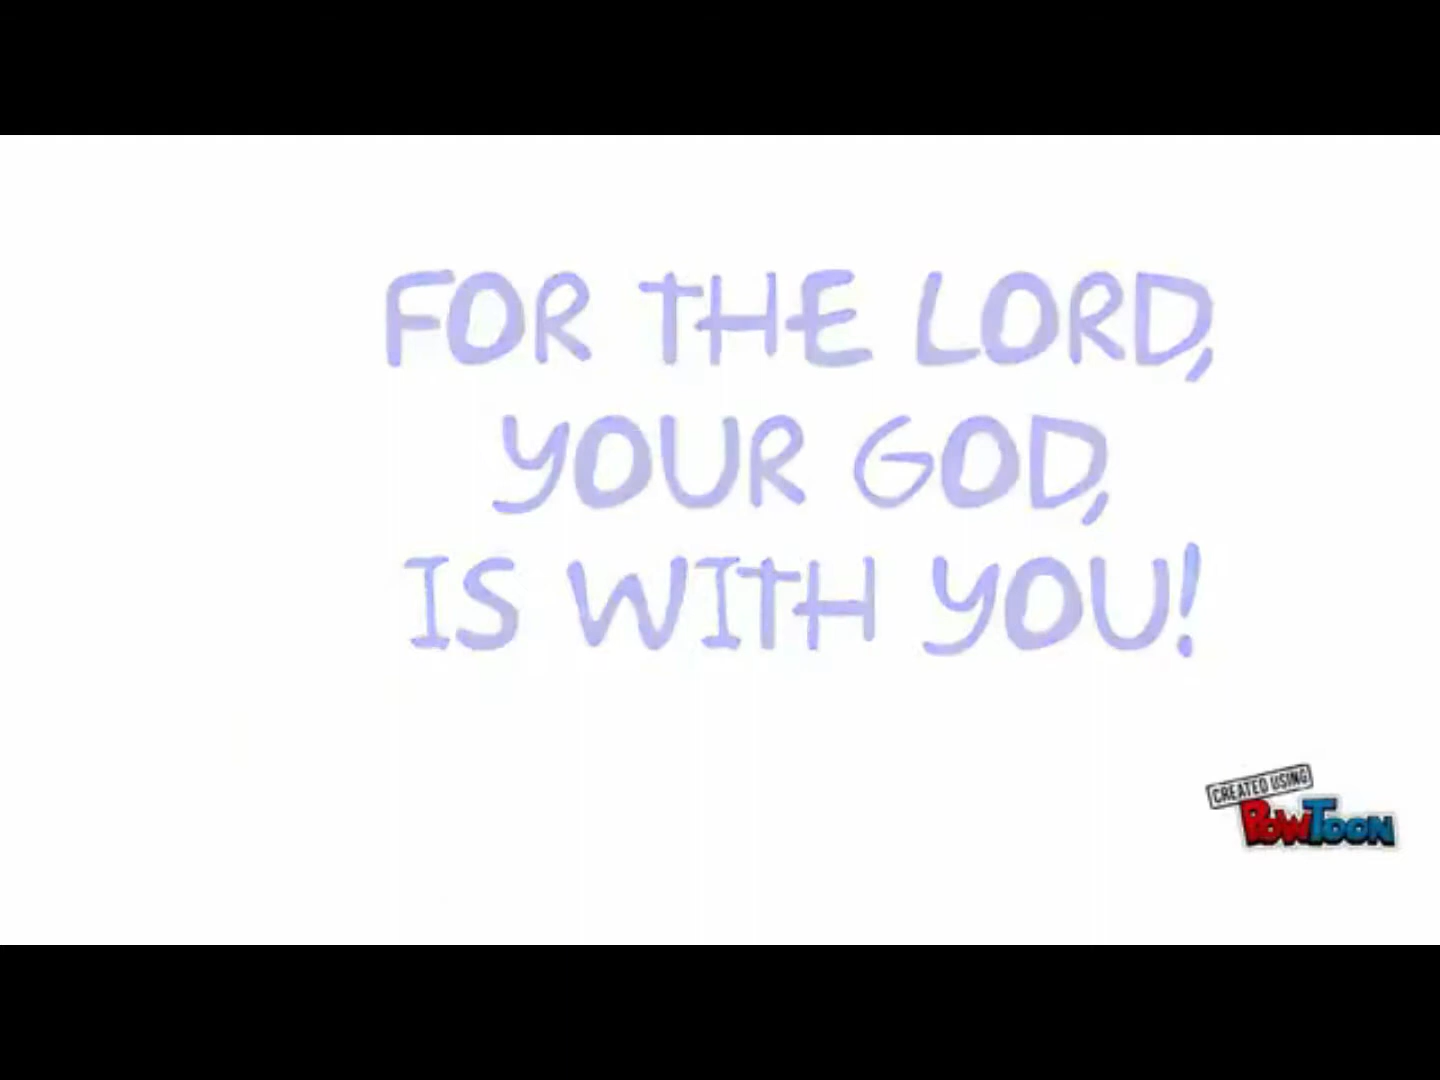 FOR THE LORD,
YOUR GOD,
IS WITH YOU!
CREATED USING
POWTOON